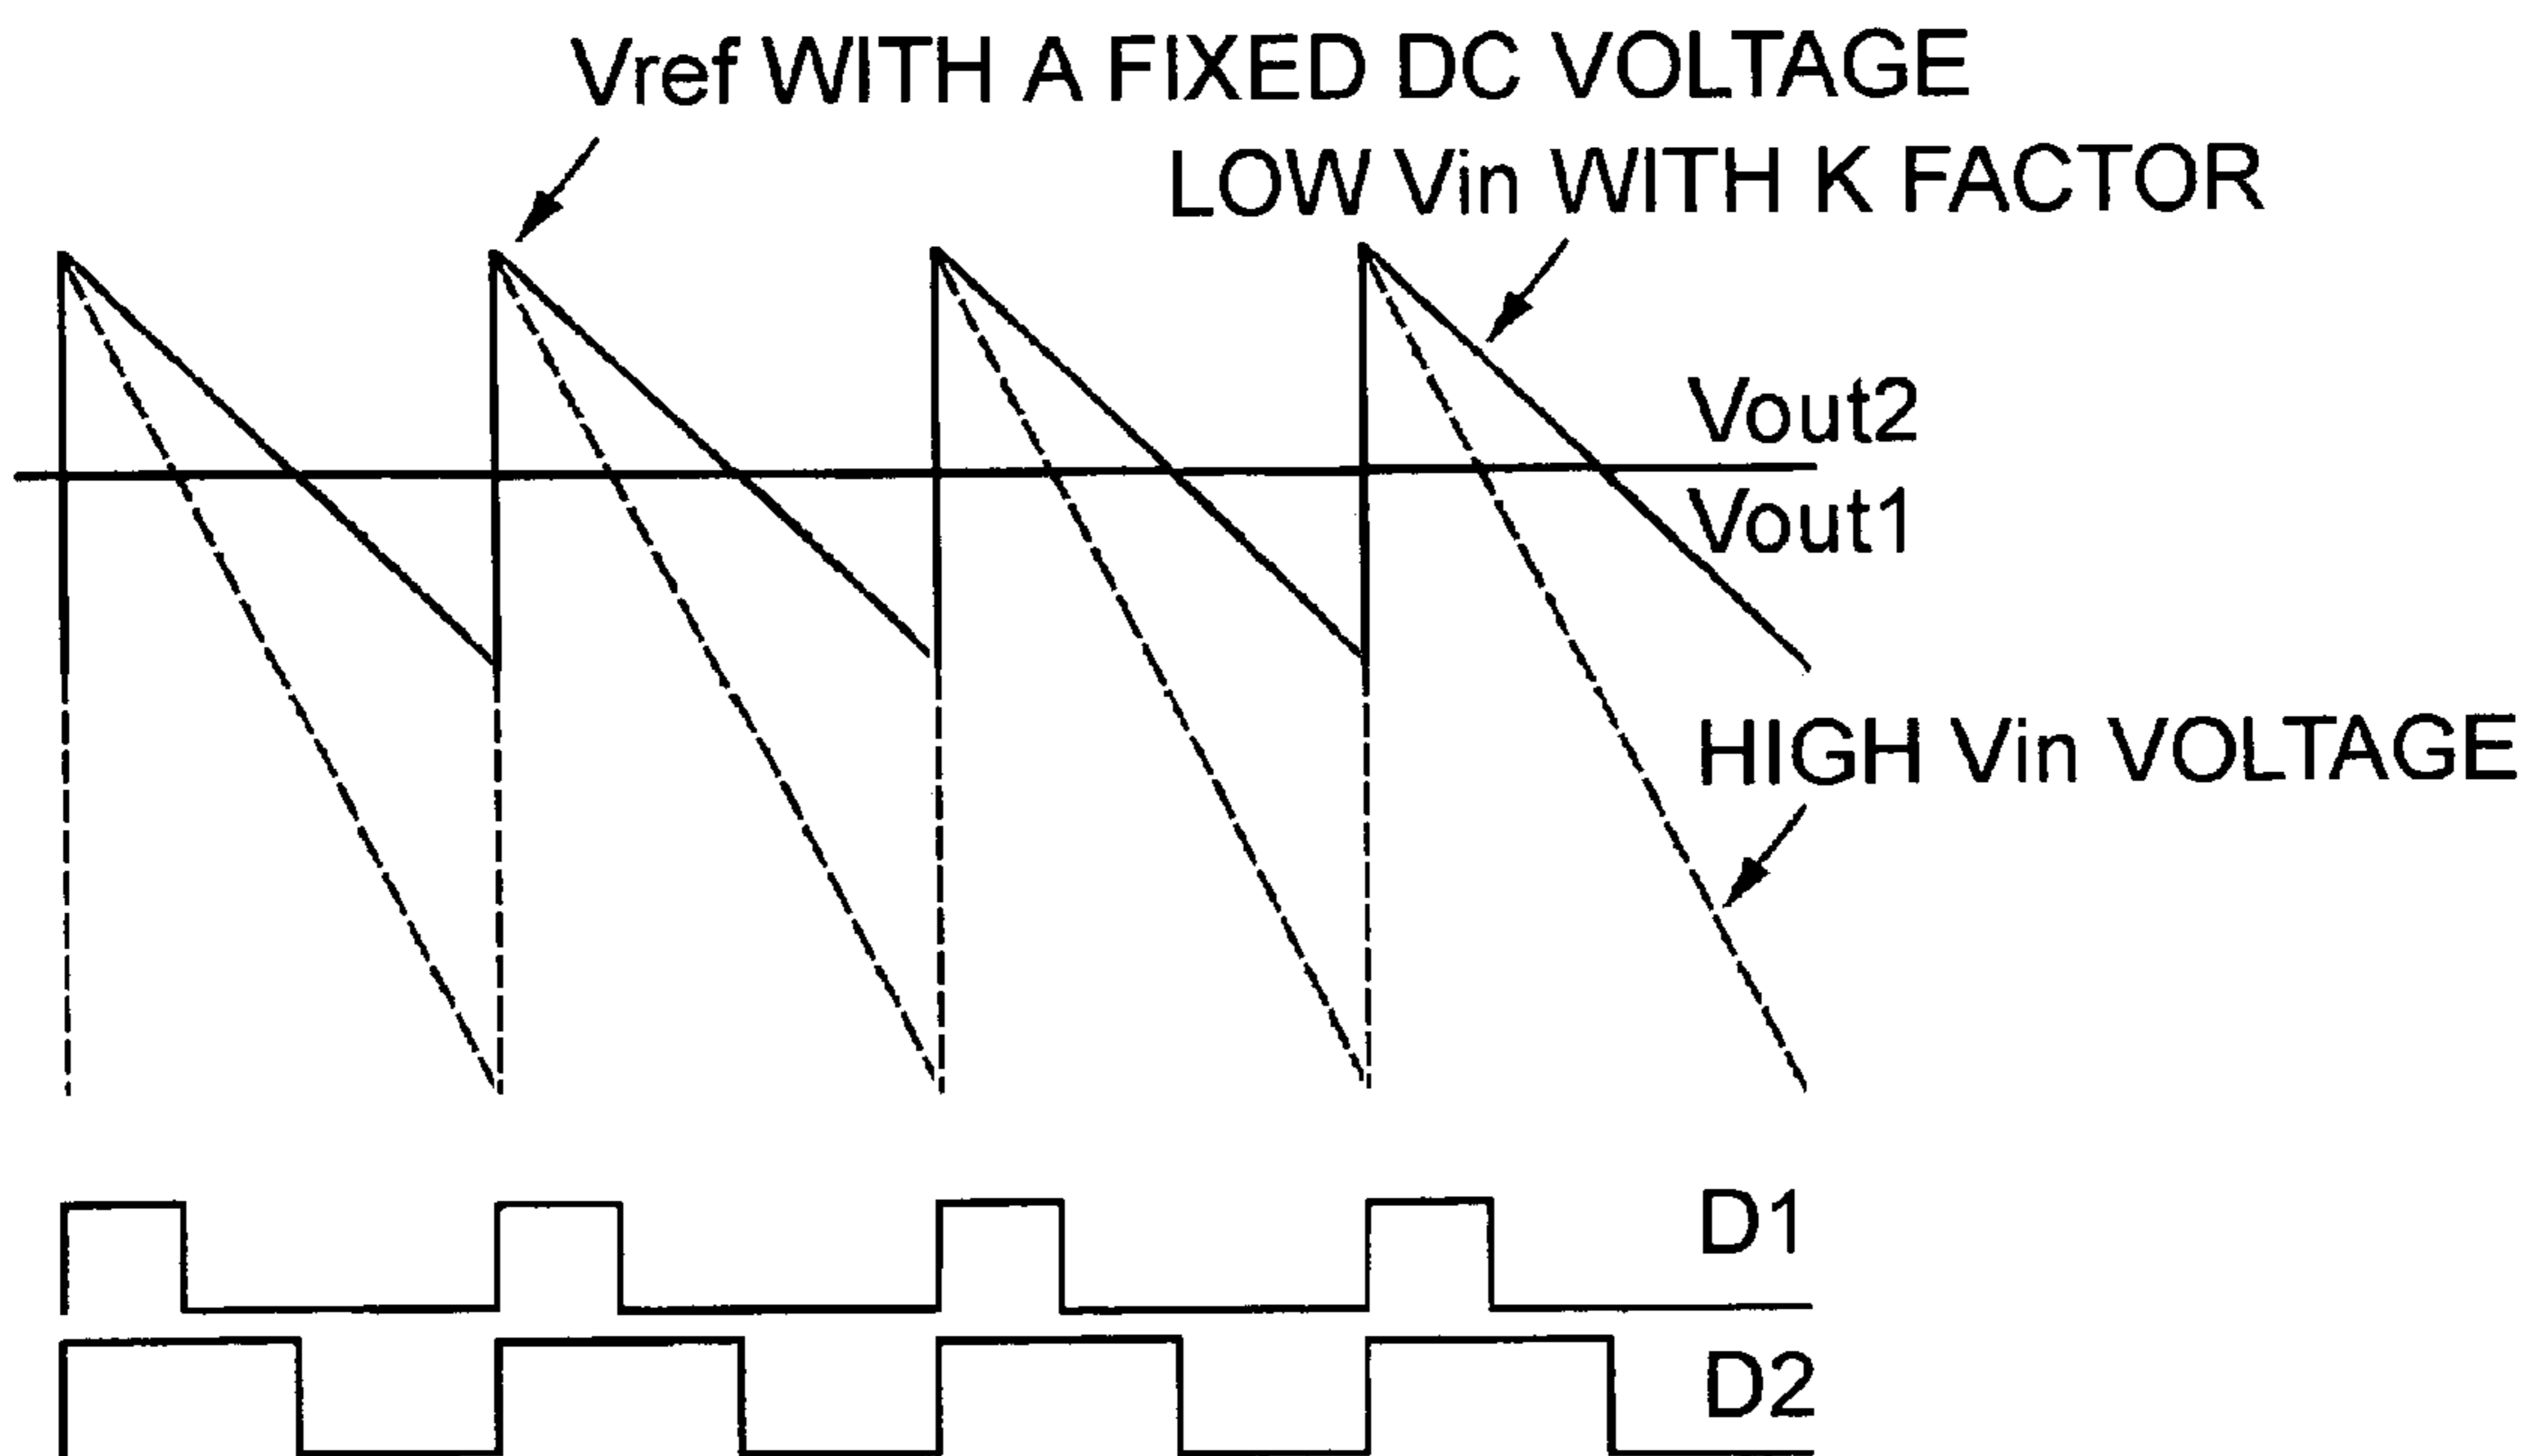 Vref WITH A FIXED DC VOLTAGE
LOW Vin WITH K FACTOR
Vout2
Vout1
HIGH Vin VOLTAGE
D1
D2